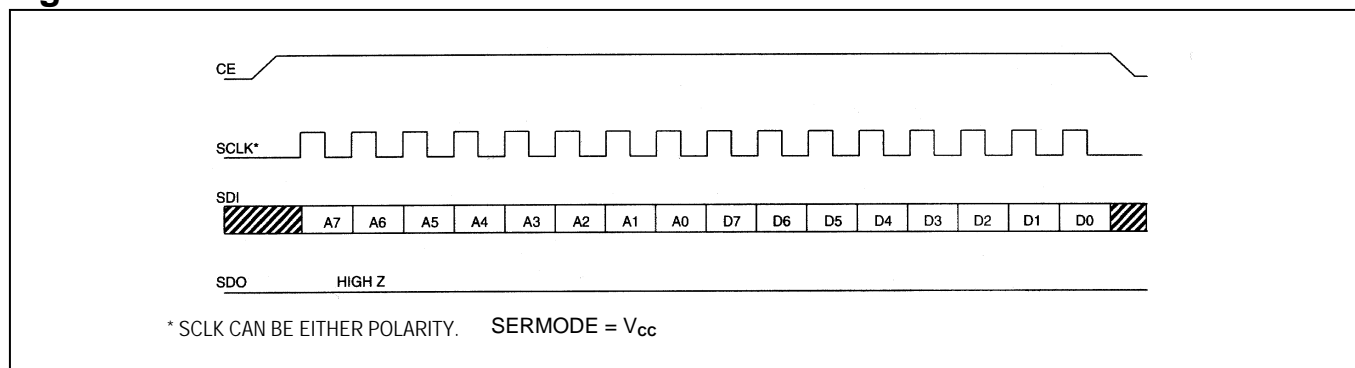 CE
SCLK*
SDI
A7 A6 A5 A4 A3 A2 A1 A0 D7 D6 D5 D4 D3 D2 D1 D0
SDO HIGH Z
* SCLK CAN BE EITHER POLARITY. SERMODE = Vcc